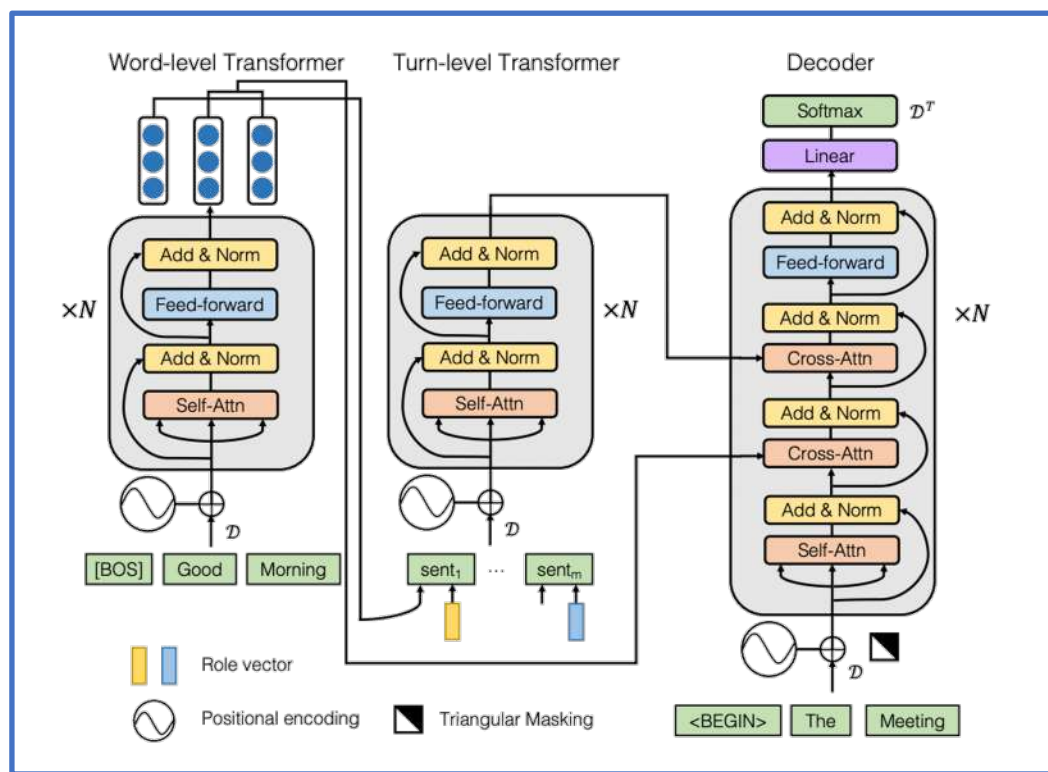 Word-level Transformer
Turn-level Transformer
Decoder
Softmax
𝒟ᵀ
Linear
Add & Norm
Feed-forward
Add & Norm
Self-Attn
×N
𝒟
[BOS]
Good
Morning
Add & Norm
Feed-forward
Add & Norm
Self-Attn
×N
𝒟
sent₁
...
sentₘ
Add & Norm
Feed-forward
Add & Norm
Cross-Attn
Add & Norm
Cross-Attn
Add & Norm
Self-Attn
×N
𝒟
<BEGIN>
The
Meeting
Role vector
Positional encoding
Triangular Masking